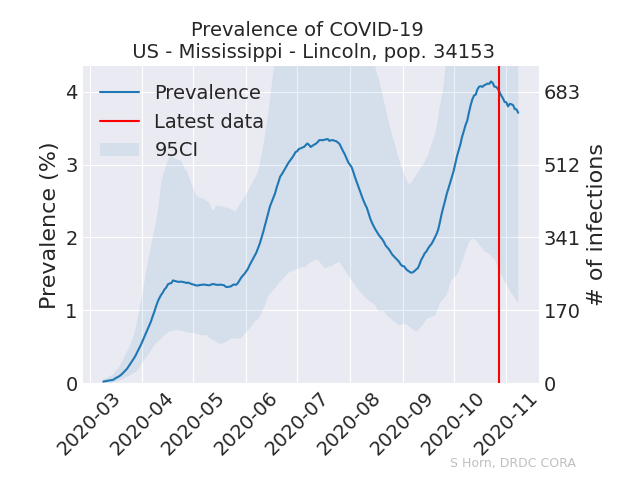 Prevalence of COVID-19
US - Mississippi - Lincoln, pop. 34153
Prevalence
Latest data
95CI
Prevalence (%)
4
3
2
1
0
683
512
341
170
0
# of infections
2020-03
2020-04
2020-05
2020-06
2020-07
2020-08
2020-09
2020-10
2020-11
S Horn, DRDC CORA